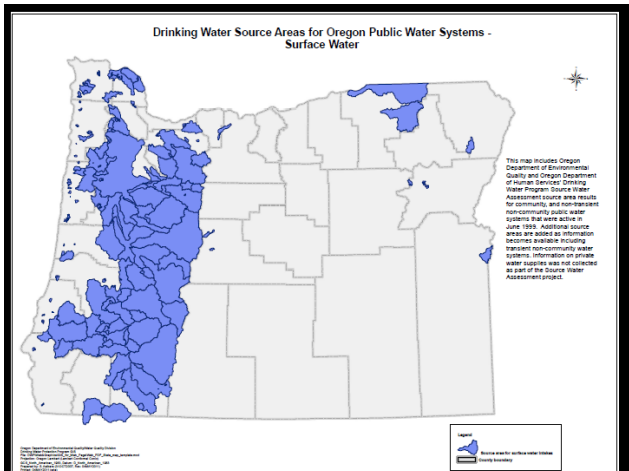 Drinking Water Source Areas for Oregon Public Water Systems -
Surface Water
This map includes Oregon
Department of Environmental
Quality and Oregon Department
of Human Services' Drinking
Water Program Source Water
Assessment source area results
for community, and non-transient
non-community public water
systems that were active in
June 1999. Additional source
areas are added as information
becomes available including
transient non-community water
systems. Information on private
water supplies was not collected
as part of the Source Water
Assessment project.
Legend
Source area for surface water intakes
County boundary